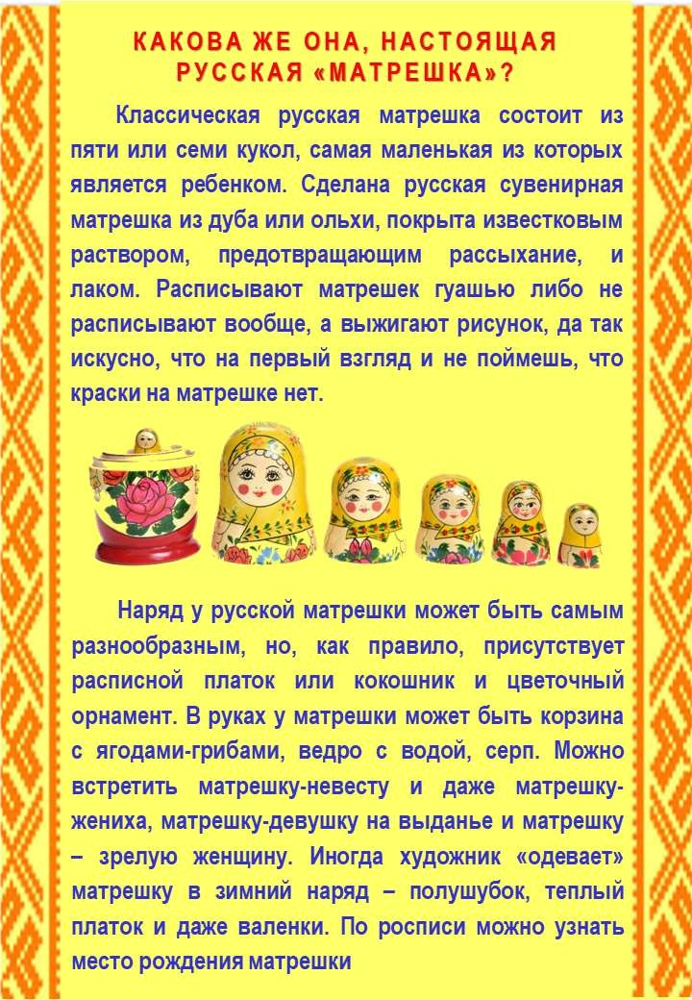 КАКОВА ЖЕ ОНА, НАСТОЯЩАЯ
РУССКАЯ «МАТРЕШКА»?
Классическая русская матрешка состоит из
пяти или семи кукол, самая маленькая из которых
является ребенком. Сделана русская сувенирная
матрешка из дуба или ольхи, покрыта известковым
раствором, предотвращающим рассыхание, и
лаком. Расписывают матрешек гуашью либо не
расписывают вообще, а выжигают рисунок, да так
искусно, что на первый взгляд и не поймешь, что
краски на матрешке нет.
Наряд у русской матрешки может быть самым
разнообразным, но, как правило, присутствует
расписной платок или кокошник и цветочный
орнамент. В руках у матрешки может быть корзина
с ягодами-грибами, ведро с водой, серп. Можно
встретить матрешку-невесту и даже матрешку-
жениха, матрешку-девушку на выданье и матрешку
– зрелую женщину. Иногда художник «одевает»
матрешку в зимний наряд – полушубок, теплый
платок и даже валенки. По росписи можно узнать
место рождения матрешки